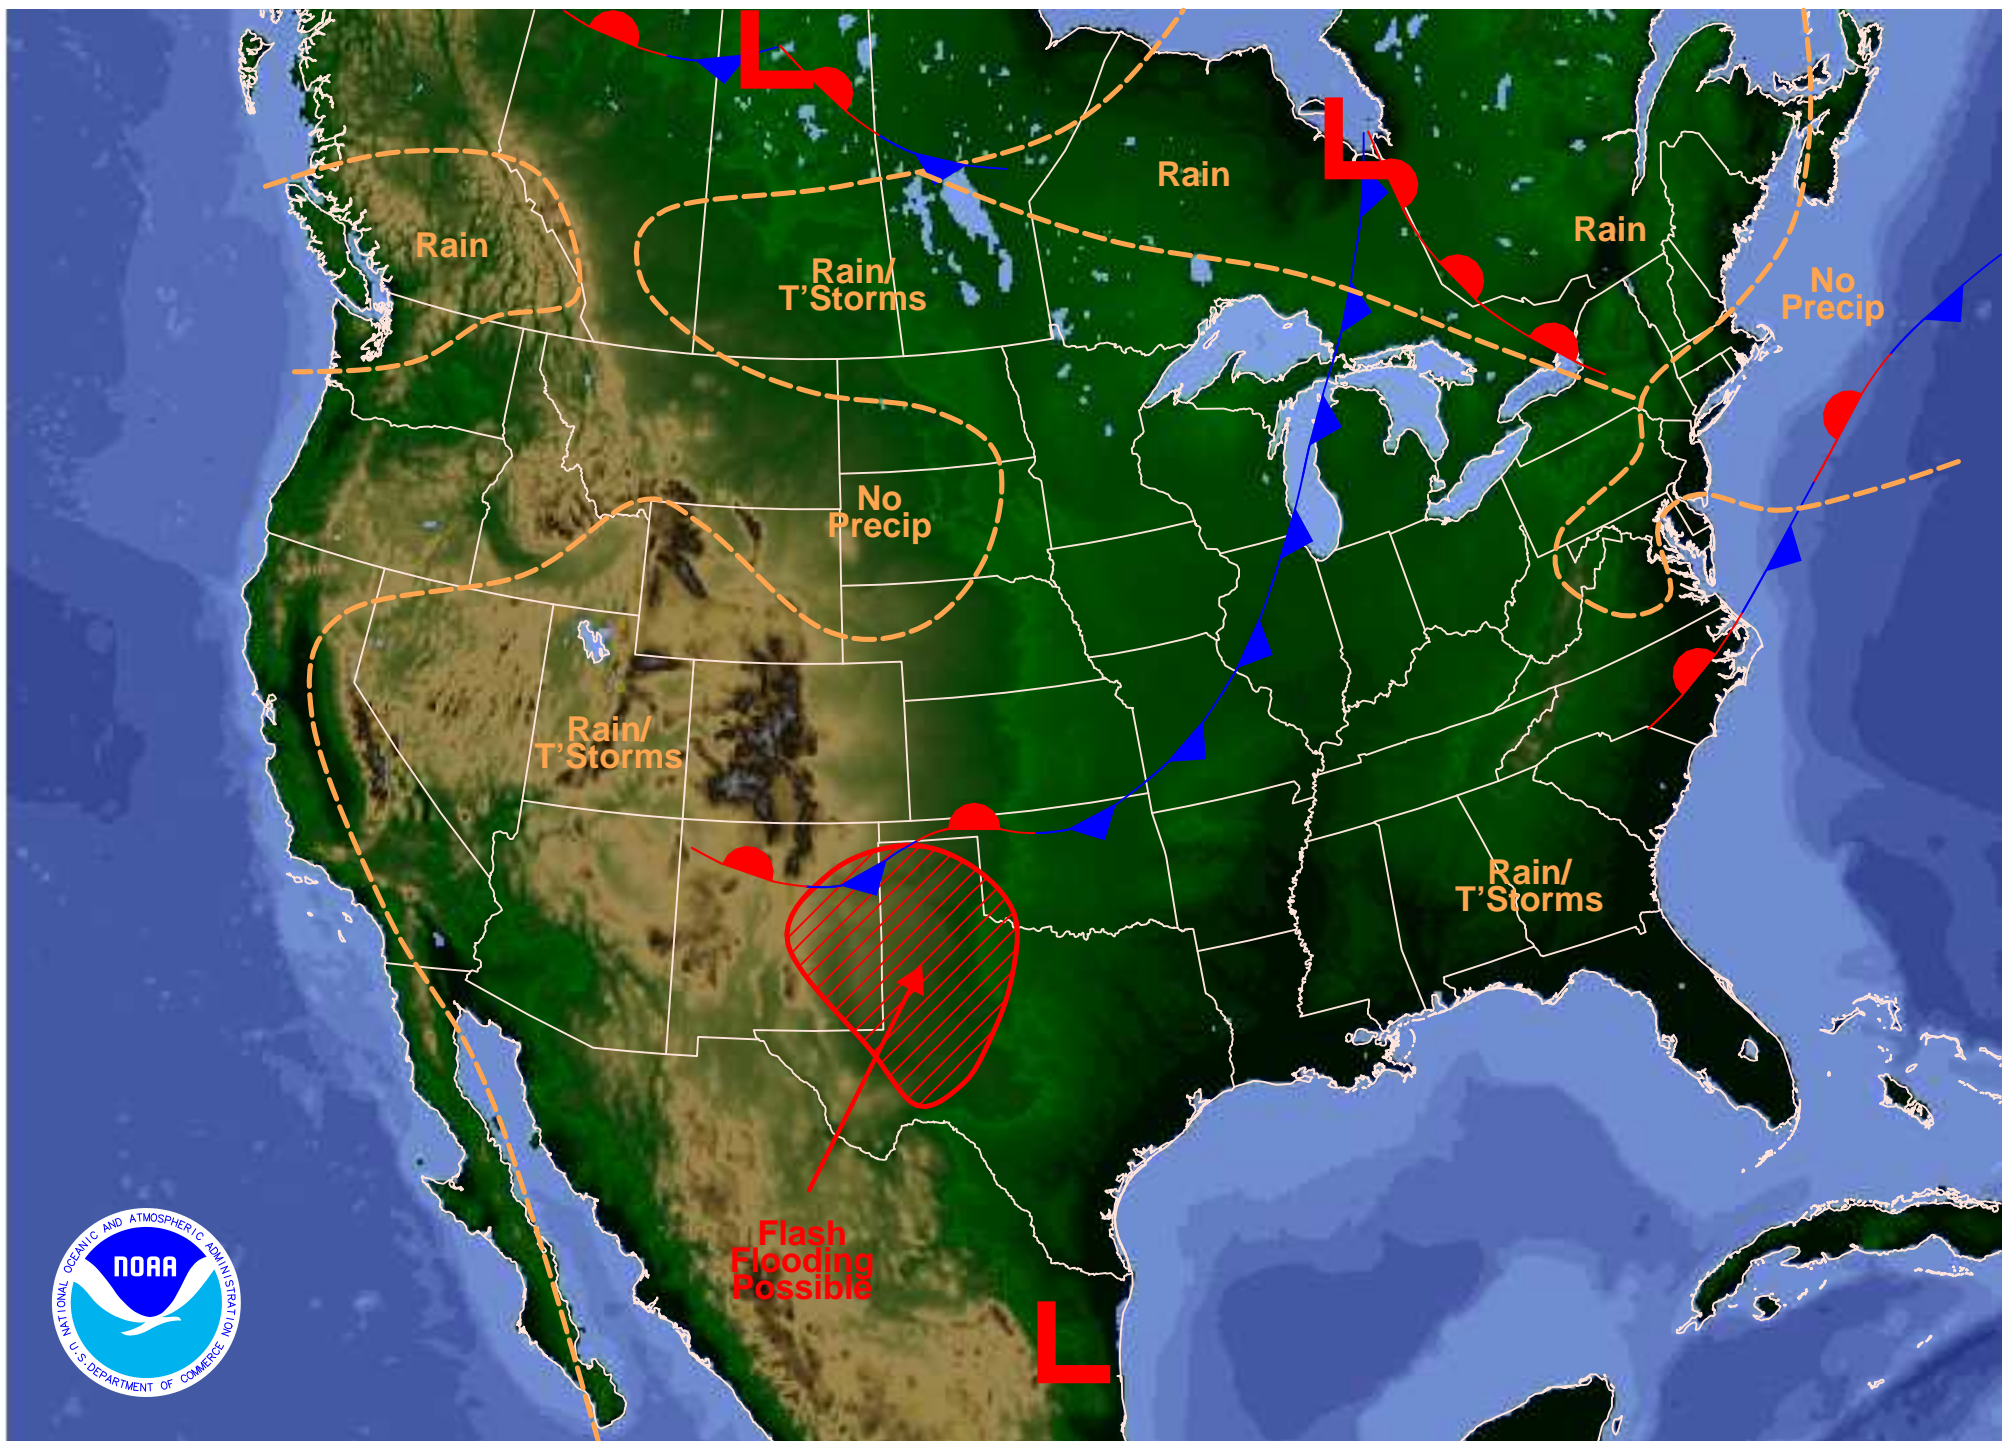 L
L
Rain
Rain
Rain
Rain/
T'Storms
No
Precip
No
Precip
Rain/
T'Storms
Rain/
T'Storms
Flash
Flooding
Possible
L
NATIONAL OCEANIC AND ATMOSPHERIC ADMINISTRATION
NOAA
U.S. DEPARTMENT OF COMMERCE